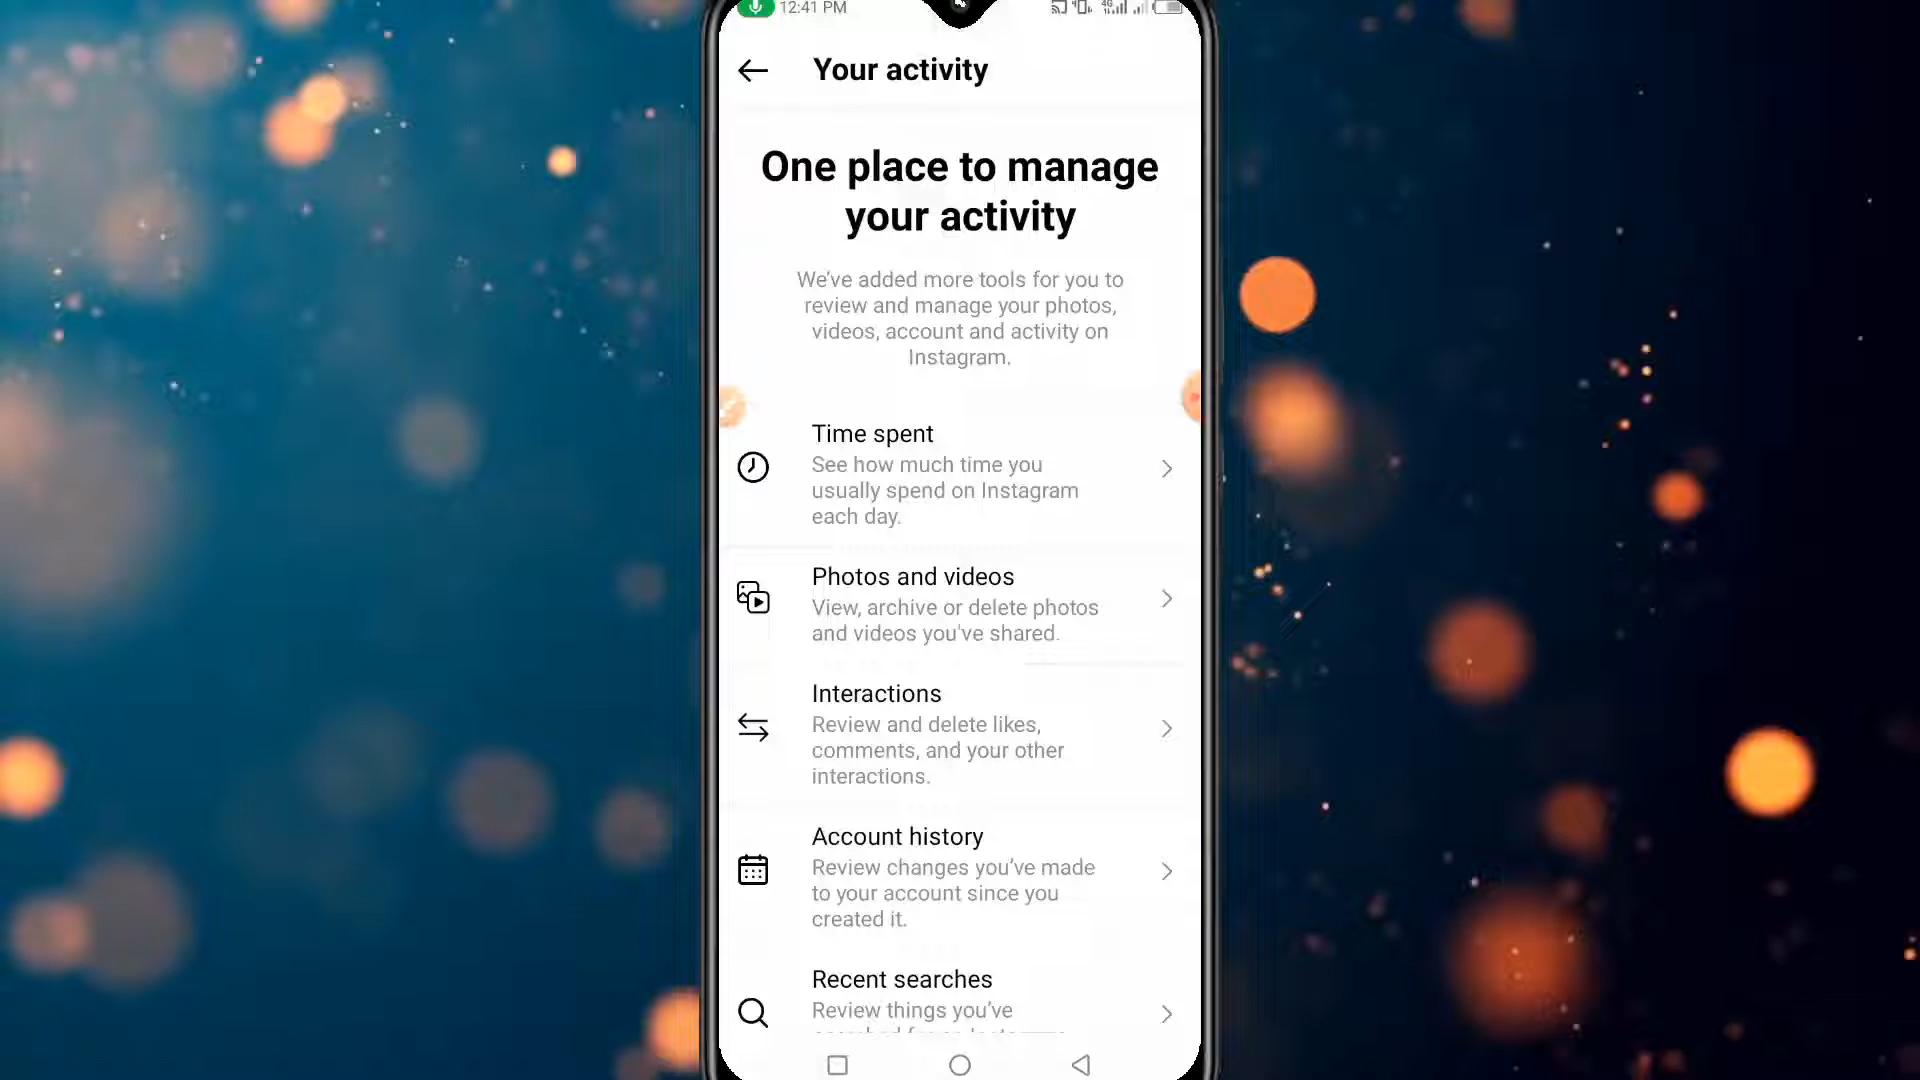 12:41 PM
4G
Your activity
One place to manage
your activity
We've added more tools for you to
review and manage your photos,
videos, account and activity on
Instagram.
Time spent
See how much time you
usually spend on Instagram
each day.
Photos and videos
View, archive or delete photos
and videos you've shared.
Interactions
Review and delete likes,
comments, and your other
interactions.
Account history
Review changes you've made
to your account since you
created it.
Recent searches
Review things you've